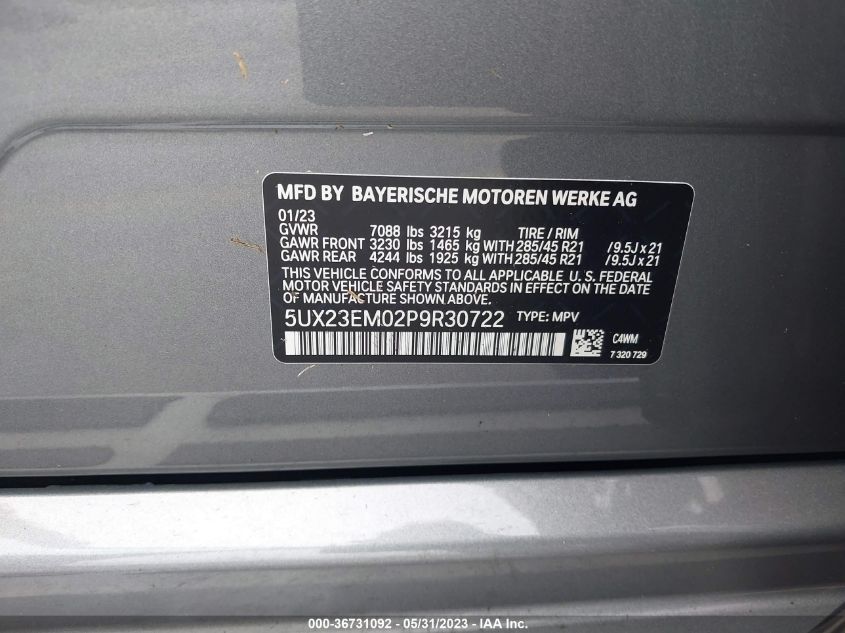 MFD BY BAYERISCHE MOTOREN WERKE AG
01/23
GVWR 7088 lbs 3215 kg TIRE / RIM
GAWR FRONT 3230 lbs 1465 kg WITH 285/45 R21 /9.5J x 21
GAWR REAR 4244 lbs 1925 kg WITH 285/45 R21 /9.5J x 21
THIS VEHICLE CONFORMS TO ALL APPLICABLE U. S. FEDERAL
MOTOR VEHICLE SAFETY STANDARDS IN EFFECT ON THE DATE
OF MANUFACTURE SHOWN ABOVE.
5UX23EM02P9R30722 TYPE: MPV
C4WM
7 320 729
000-36731092 - 05/31/2023 - IAA Inc.